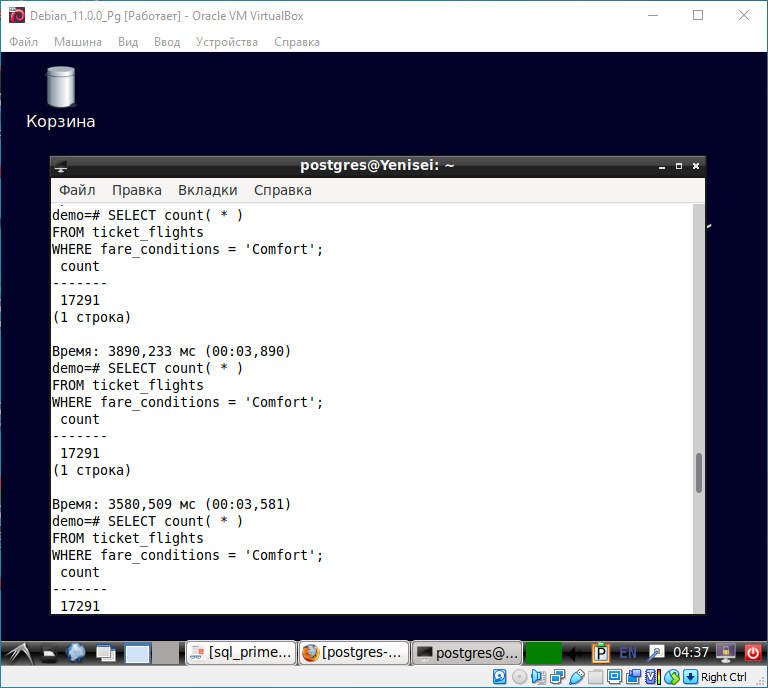 Debian_11.0.0_Pg [Работает] - Oracle VM VirtualBox
Файл Машина Вид Ввод Устройства Справка
Корзина
postgres@Yenisei: ~
Файл Правка Вкладки Справка
demo=# SELECT count( * )
FROM ticket_flights
WHERE fare_conditions = 'Comfort';
count
-------
17291
(1 строка)
Время: 3890,233 мс (00:03,890)
demo=# SELECT count( * )
FROM ticket_flights
WHERE fare_conditions = 'Comfort';
count
-------
17291
(1 строка)
Время: 3580,509 мс (00:03,581)
demo=# SELECT count( * )
FROM ticket_flights
WHERE fare_conditions = 'Comfort';
count
-------
17291
[sql_prime... [postgres-... postgres@... P EN 04:37
Right Ctrl